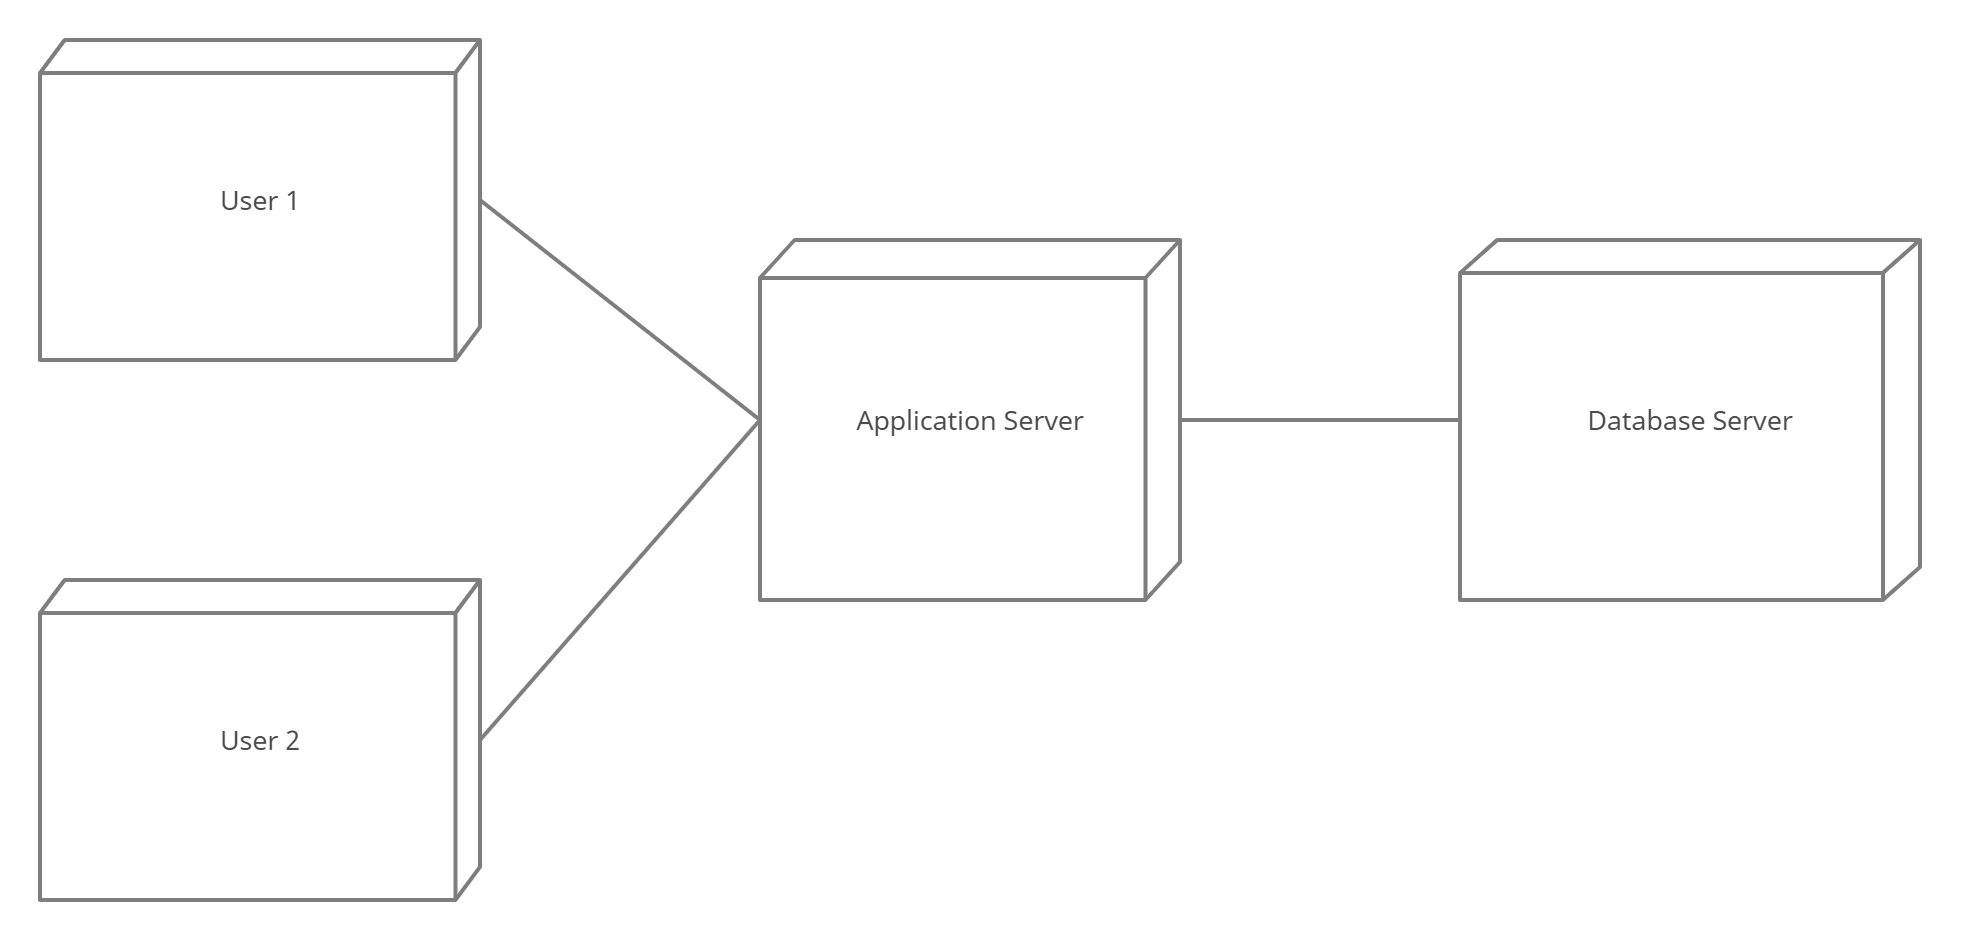 User 1
Application Server
Database Server
User 2